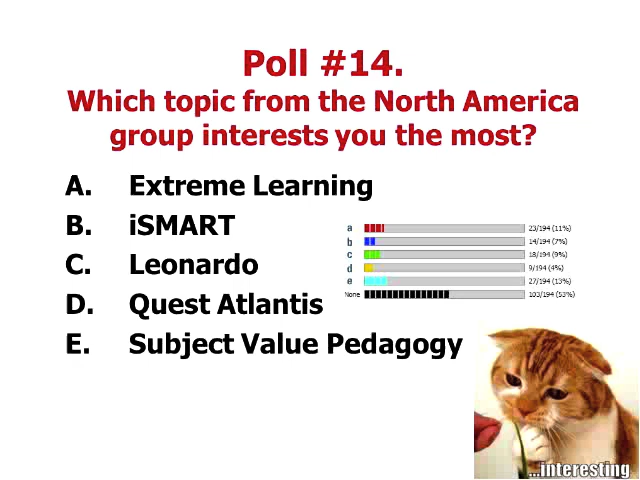 Poll #14.
Which topic from the North America
group interests you the most?
A. Extreme Learning
B. iSMART
C. Leonardo
D. Quest Atlantis
E. Subject Value Pedagogy
a 23/194 (11%)
b 14/194 (7%)
c 18/194 (9%)
d 9/194 (4%)
e 27/194 (13%)
None 103/194 (53%)
...interesting